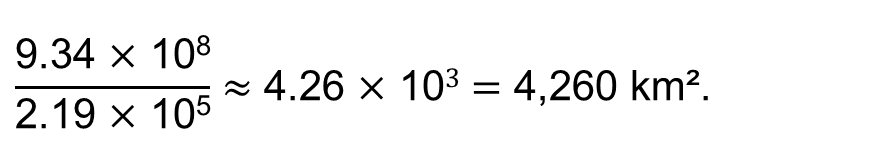 9.34 × 10⁸
2.19 × 10⁵
≈ 4.26 × 10³ = 4,260 km².